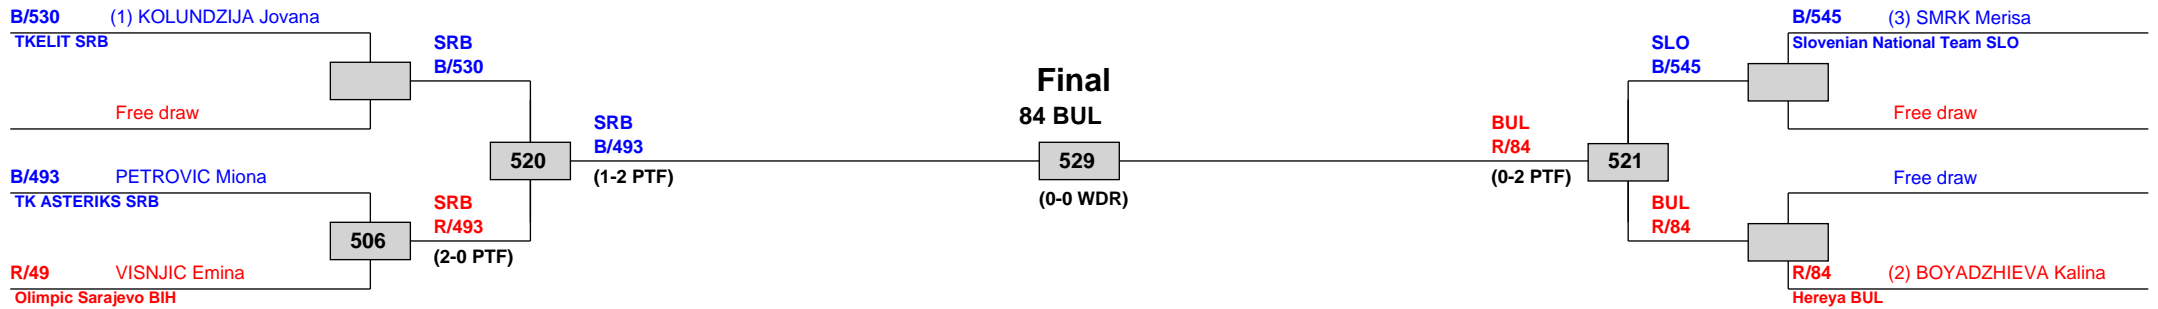 B/530 (1) KOLUNDZIJA Jovana
TKELIT SRB
Free draw
B/493 PETROVIC Miona
TK ASTERIKS SRB
R/49 VISNJIC Emina
Olimpic Sarajevo BIH
506
SRB
B/530
SRB
R/493
(2-0 PTF)
520
SRB
B/493
(1-2 PTF)
Final
84 BUL
529
(0-0 WDR)
BUL
R/84
(0-2 PTF)
521
SLO
B/545
BUL
R/84
B/545 (3) SMRK Merisa
Slovenian National Team SLO
Free draw
Free draw
R/84 (2) BOYADZHIEVA Kalina
Hereya BUL